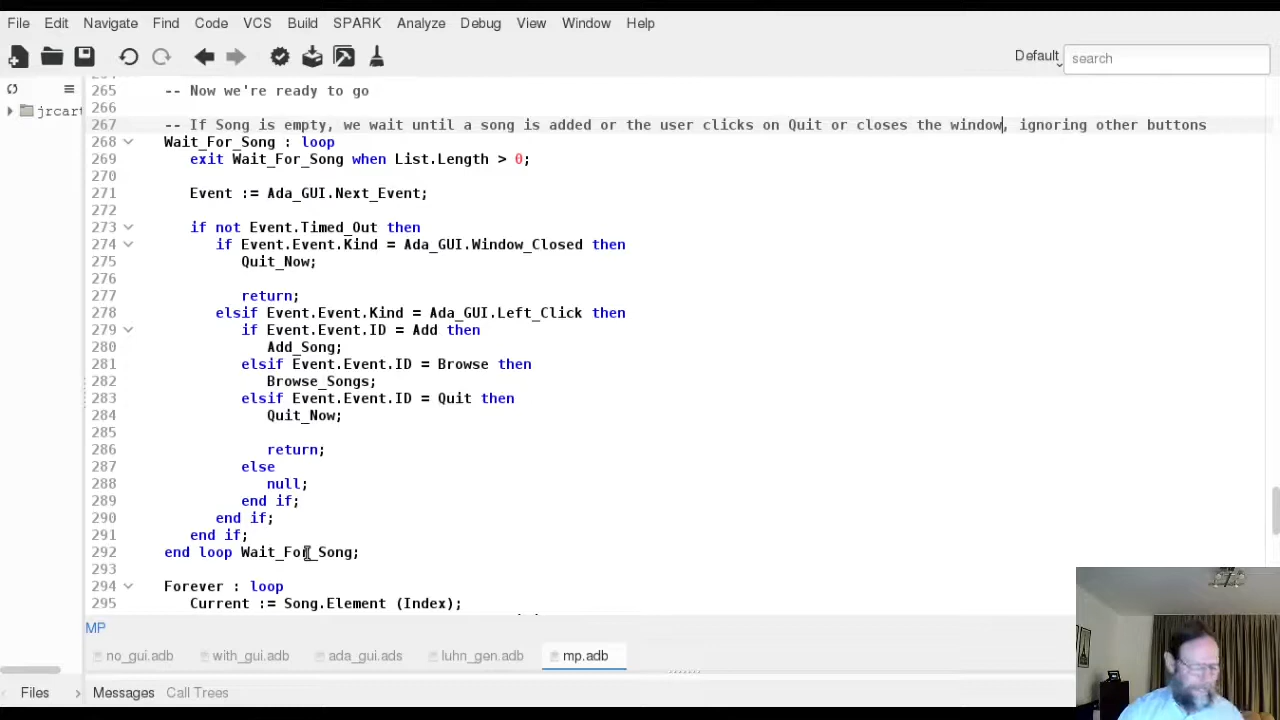 File Edit Navigate Find Code VCS Build SPARK Analyze Debug View Window Help
Default search
jrcart
265 -- Now we're ready to go
266
267 -- If Song is empty, we wait until a song is added or the user clicks on Quit or closes the window, ignoring other buttons
268 Wait_For_Song : loop
269 exit Wait_For_Song when List.Length > 0;
270
271 Event := Ada_GUI.Next_Event;
272
273 if not Event.Timed_Out then
274 if Event.Event.Kind = Ada_GUI.Window_Closed then
275 Quit_Now;
276
277 return;
278 elsif Event.Event.Kind = Ada_GUI.Left_Click then
279 if Event.Event.ID = Add then
280 Add_Song;
281 elsif Event.Event.ID = Browse then
282 Browse_Songs;
283 elsif Event.Event.ID = Quit then
284 Quit_Now;
285
286 return;
287 else
288 null;
289 end if;
290 end if;
291 end if;
292 end loop Wait_For_Song;
293
294 Forever : loop
295 Current := Song.Element (Index);
MP
no_gui.adb with_gui.adb ada_gui.ads luhn_gen.adb mp.adb
Files Messages Call Trees